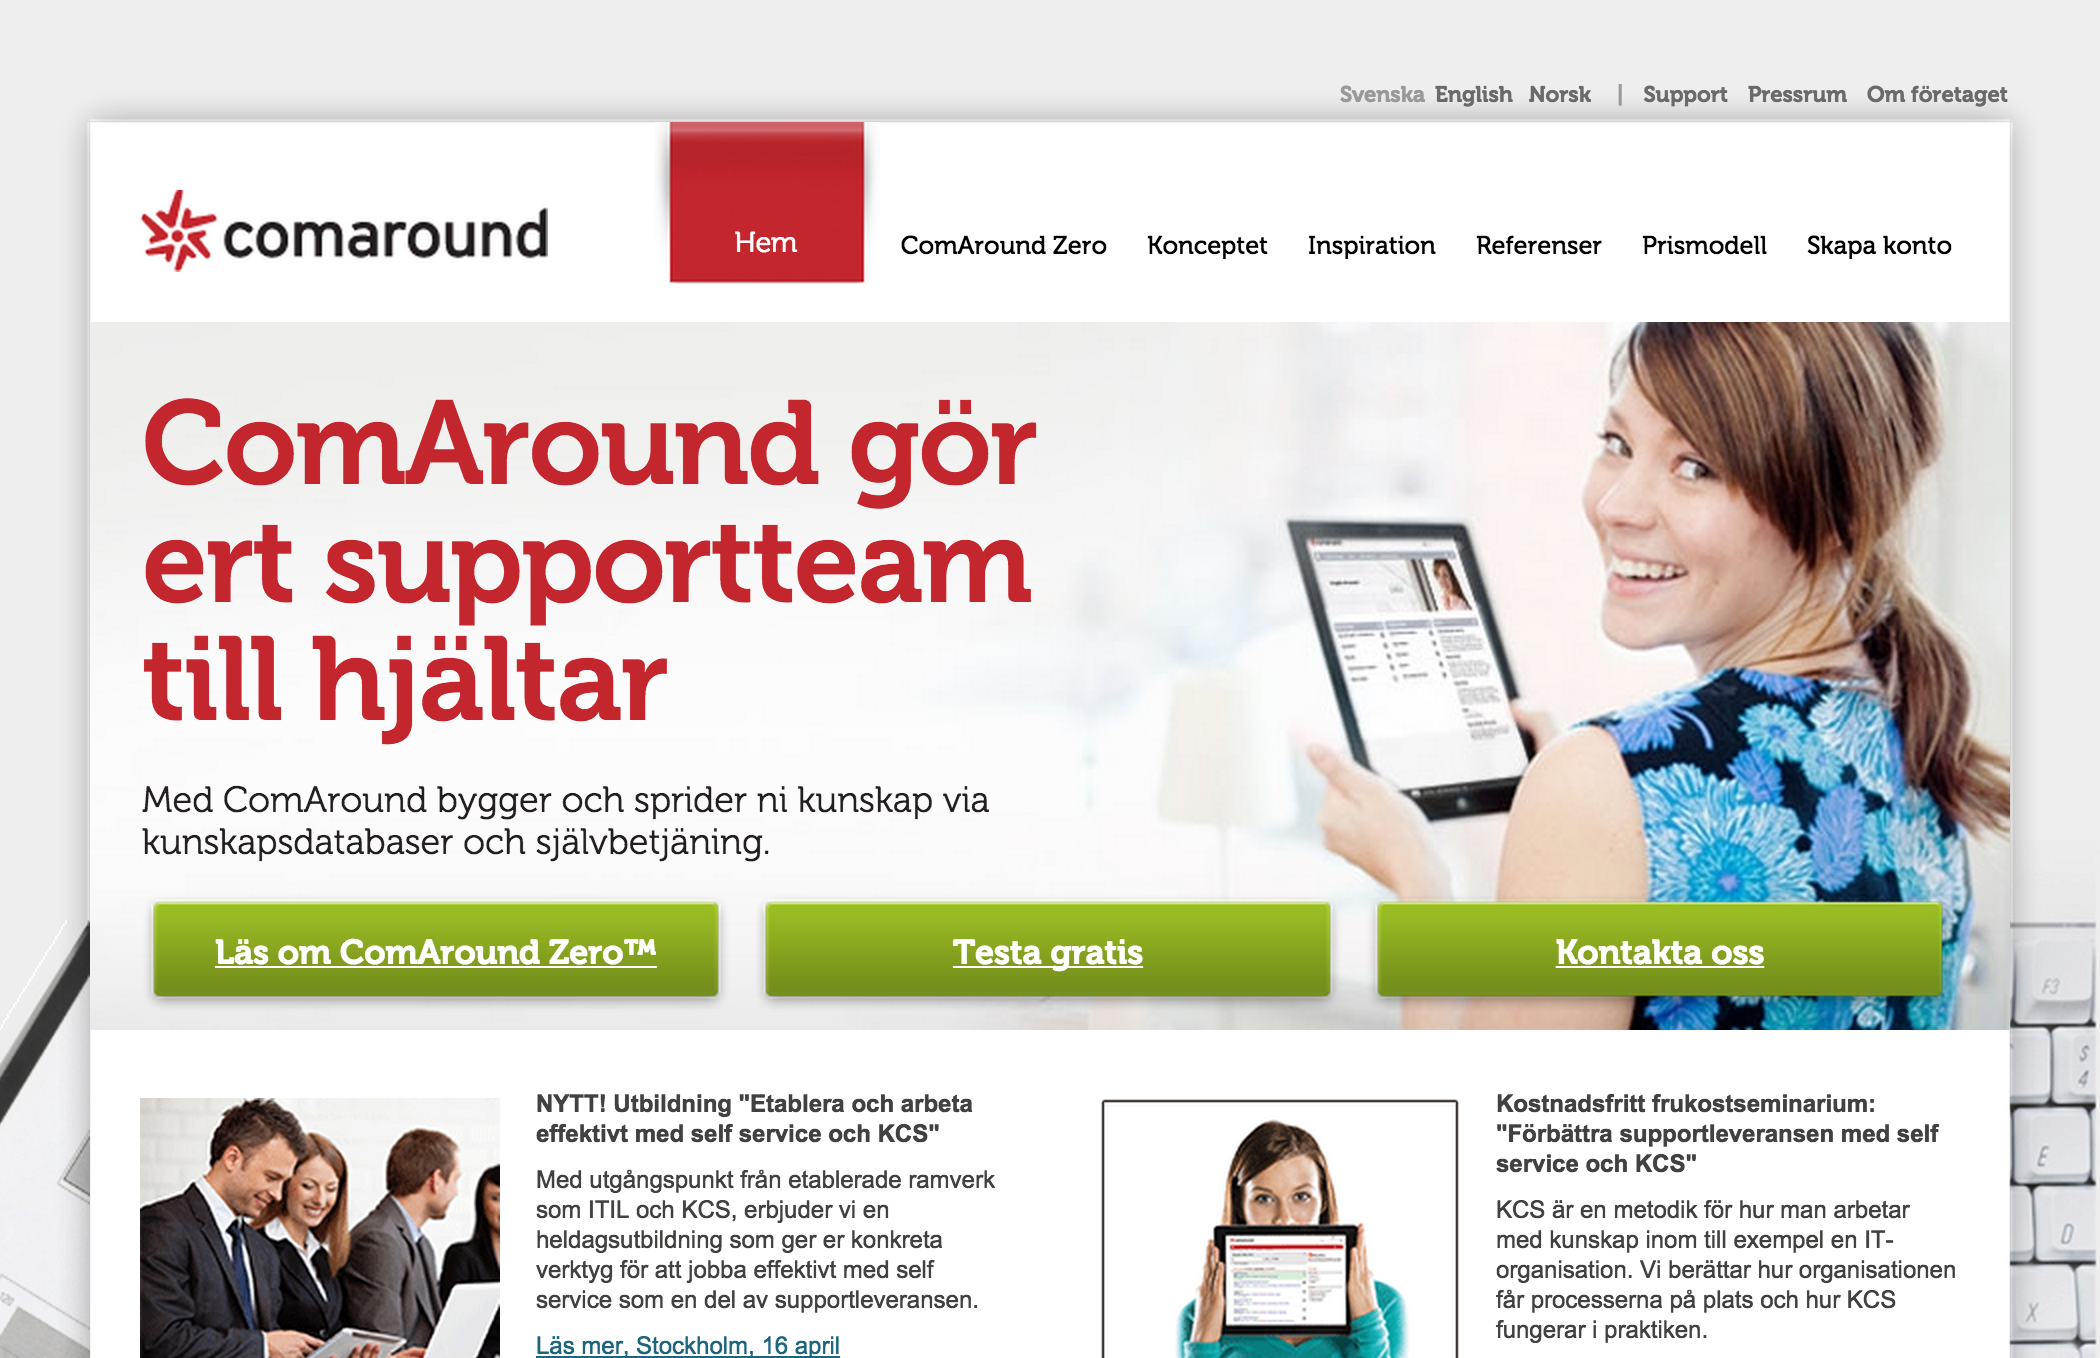 Svenska English Norsk | Support Pressrum Om företaget
comaround
Hem ComAround Zero Konceptet Inspiration Referenser Prismodell Skapa konto
ComAround gör
ert supportteam
till hjältar
Med ComAround bygger och sprider ni kunskap via
kunskapsdatabaser och självbetjäning.
Läs om ComAround Zero™ Testa gratis Kontakta oss
NYTT! Utbildning "Etablera och arbeta
effektivt med self service och KCS"
Med utgångspunkt från etablerade ramverk
som ITIL och KCS, erbjuder vi en
heldagsutbildning som ger er konkreta
verktyg för att jobba effektivt med self
service som en del av supportleveransen.
Läs mer, Stockholm, 16 april
Kostnadsfritt frukostseminarium:
"Förbättra supportleveransen med self
service och KCS"
KCS är en metodik för hur man arbetar
med kunskap inom till exempel en IT-
organisation. Vi berättar hur organisationen
får processerna på plats och hur KCS
fungerar i praktiken.
F3
S
4
E
D
X